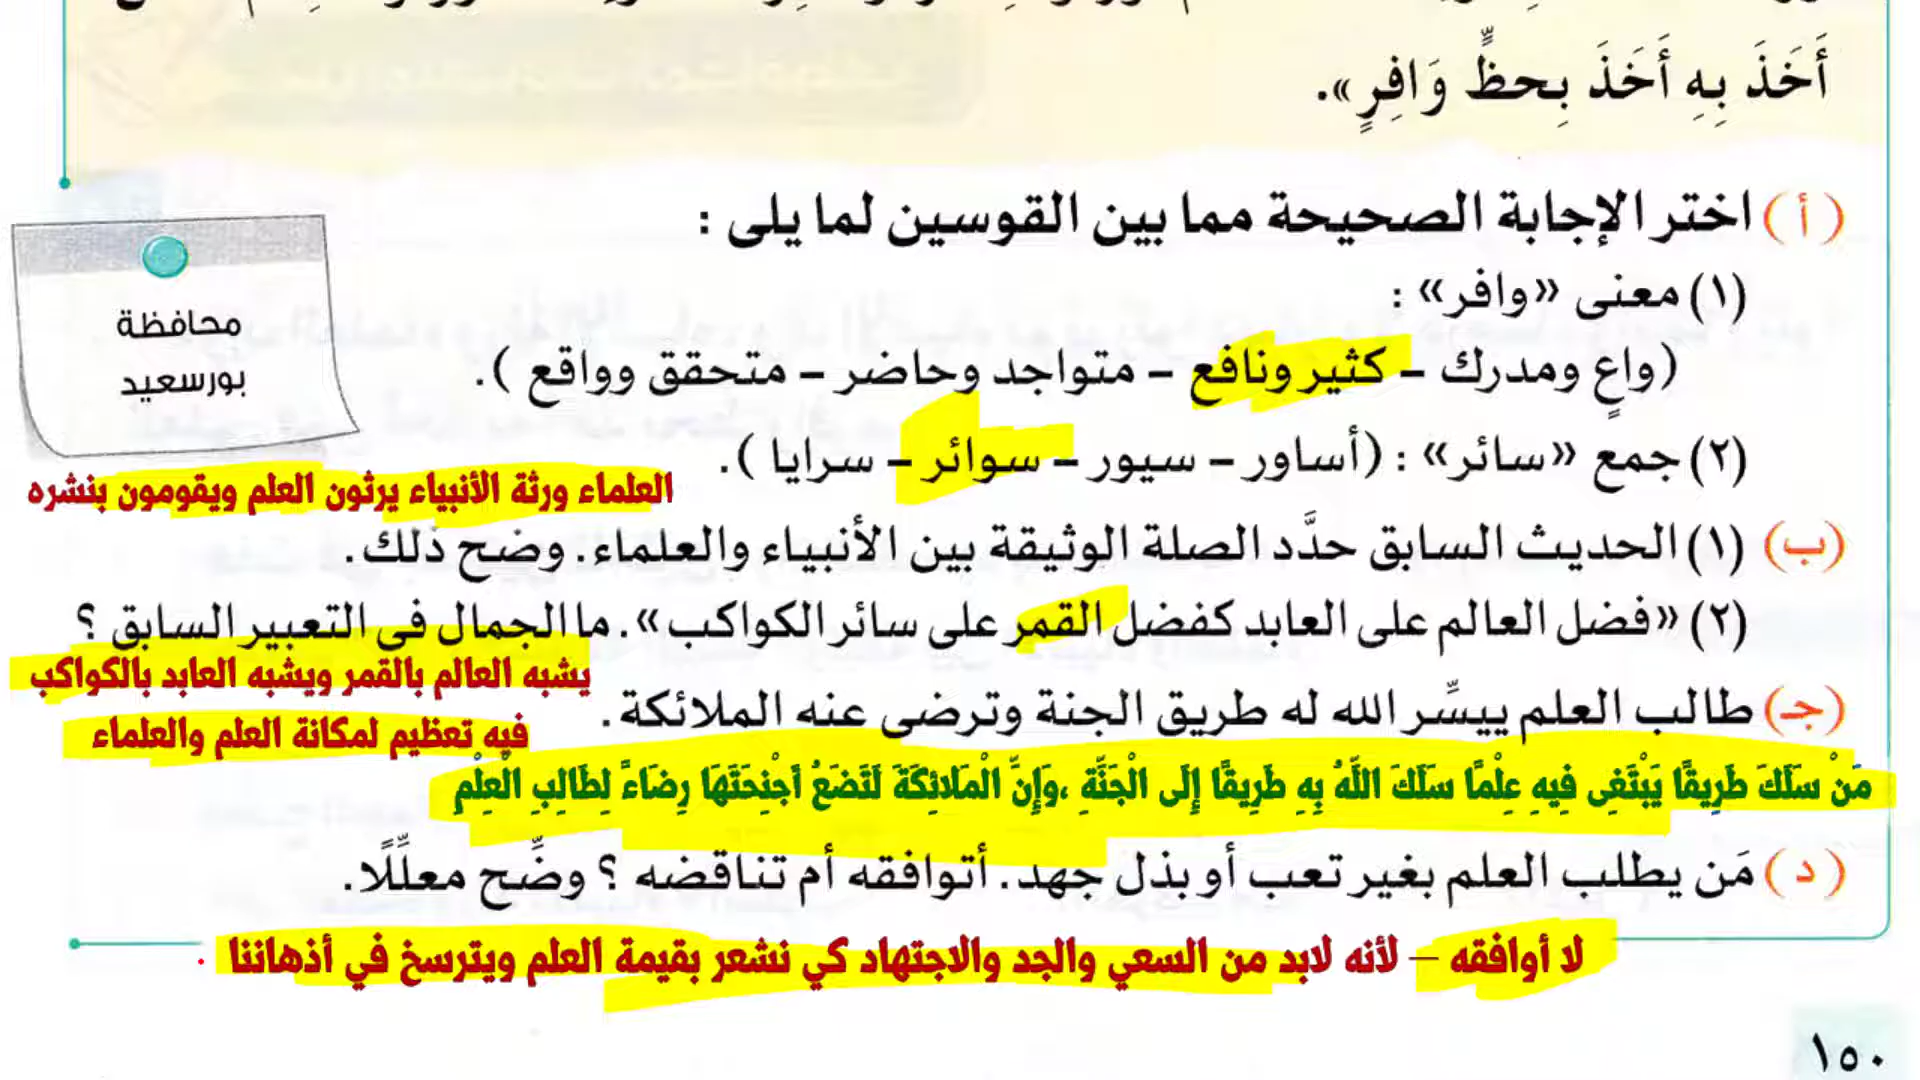 أَخَذَ بِهِ أَخَذَ بِحظٍّ وَافِرٍ».
(أ) اختر الإجابة الصحيحة مما بين القوسين لما يلى :
(١) معنى «وافر» :
(واعٍ ومدرك – كثير ونافع – متواجد وحاضر – متحقق وواقع ).
(٢) جمع «سائر» : (أساور – سيور – سوائر – سرايا ).
محافظة
بورسعيد
العلماء ورثة الأنبياء يرثون العلم ويقومون بنشره
(ب) (١) الحديث السابق حدَّد الصلة الوثيقة بين الأنبياء والعلماء. وضح ذلك.
(٢) «فضل العالم على العابد كفضل القمر على سائر الكواكب». ما الجمال فى التعبير السابق ؟
يشبه العالم بالقمر ويشبه العابد بالكواكب
(جـ) طالب العلم ييسِّر الله له طريق الجنة وترضى عنه الملائكة.
فيه تعظيم لمكانة العلم والعلماء
مَنْ سَلَكَ طَرِيقًا يَبْتَغِى فِيهِ عِلْمًا سَلَكَ اللَّهُ بِهِ طَرِيقًا إِلَى الْجَنَّةِ ،وَإِنَّ الْمَلَائِكَةَ لَتَضَعُ أَجْنِحَتَهَا رِضَاءً لِطَالِبِ الْعِلْمِ
(د) مَن يطلب العلم بغير تعب أو بذل جهد. أتوافقه أم تناقضه ؟ وضِّح معلِّلًا.
لا أوافقه – لأنه لابد من السعي والجد والاجتهاد كي نشعر بقيمة العلم ويترسخ في أذهاننا .
١٥٠